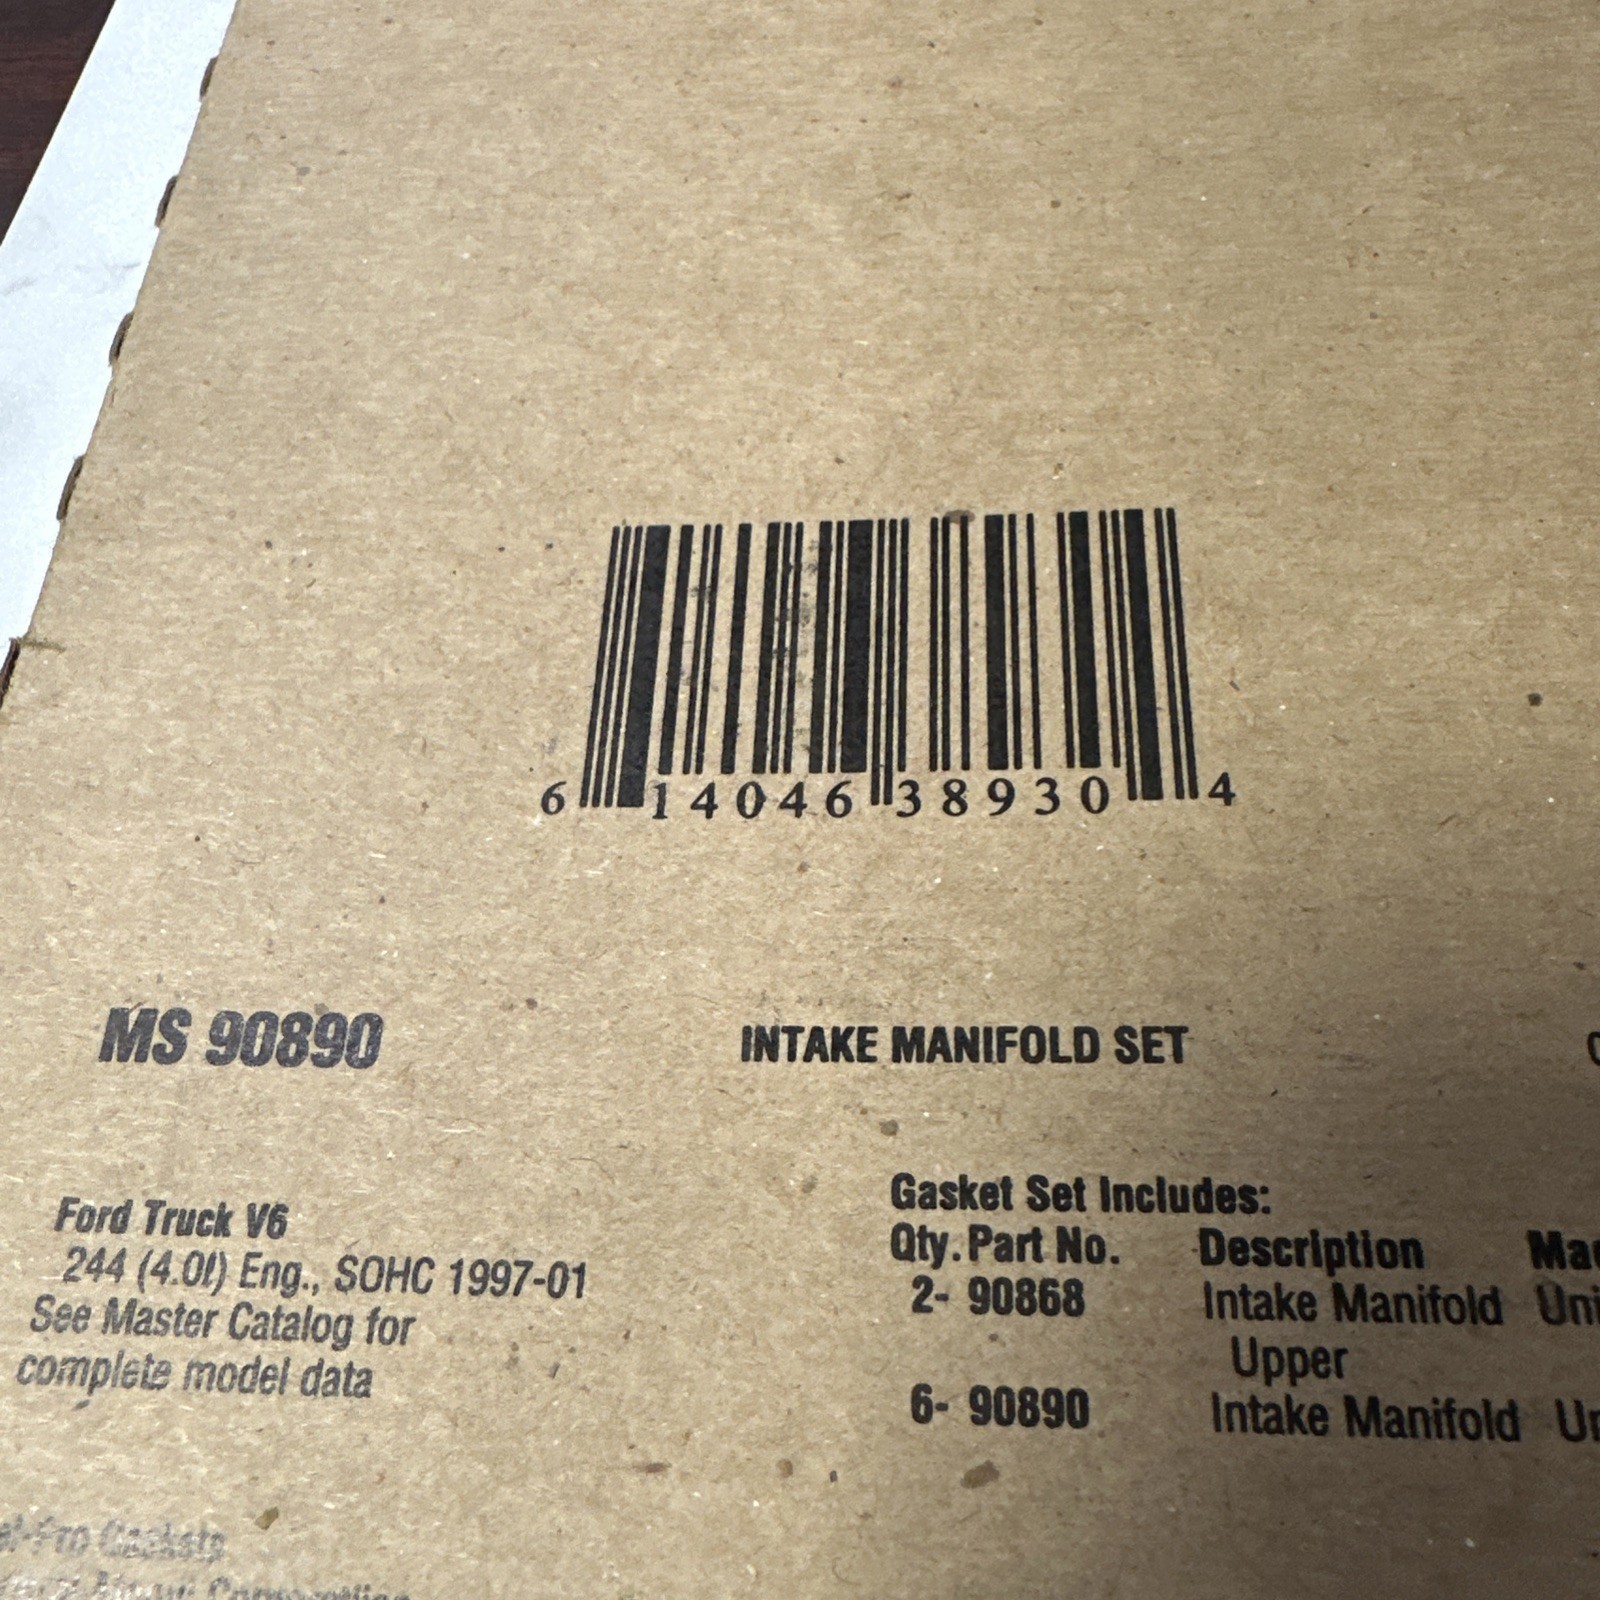 6 14046 38930 4
MS 90890 INTAKE MANIFOLD SET
Ford Truck V6
244 (4.0ℓ) Eng., SOHC 1997-01
See Master Catalog for
complete model data
Gasket Set Includes:
Qty. Part No. Description
2- 90868 Intake Manifold
Upper
6- 90890 Intake Manifold
Gaskets